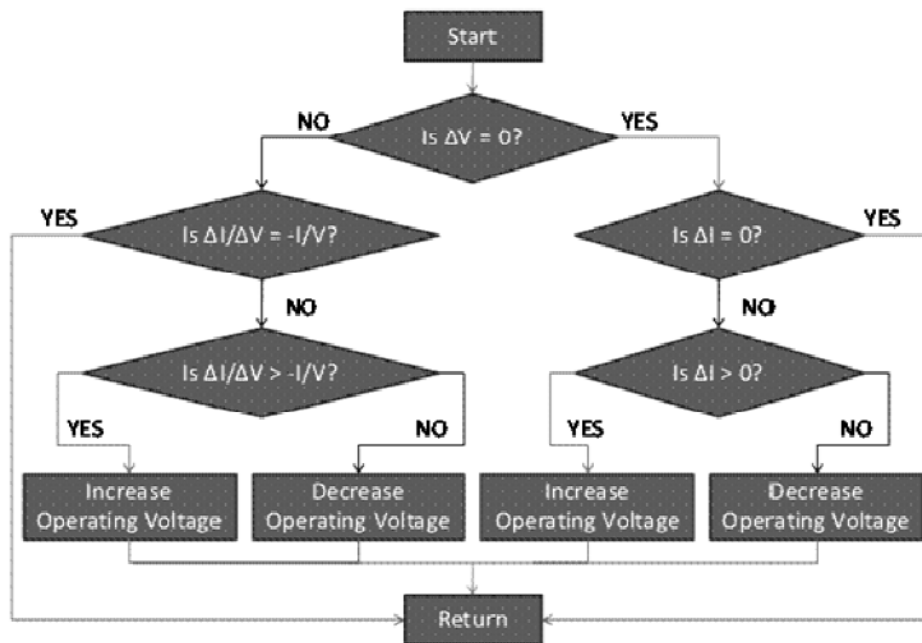 Start
Is ΔV = 0?
NO
YES
Is ΔI/ΔV = -I/V?
YES
NO
Is ΔI = 0?
YES
NO
Is ΔI/ΔV > -I/V?
YES
NO
Is ΔI > 0?
YES
NO
Increase
Operating Voltage
Decrease
Operating Voltage
Increase
Operating Voltage
Decrease
Operating Voltage
Return